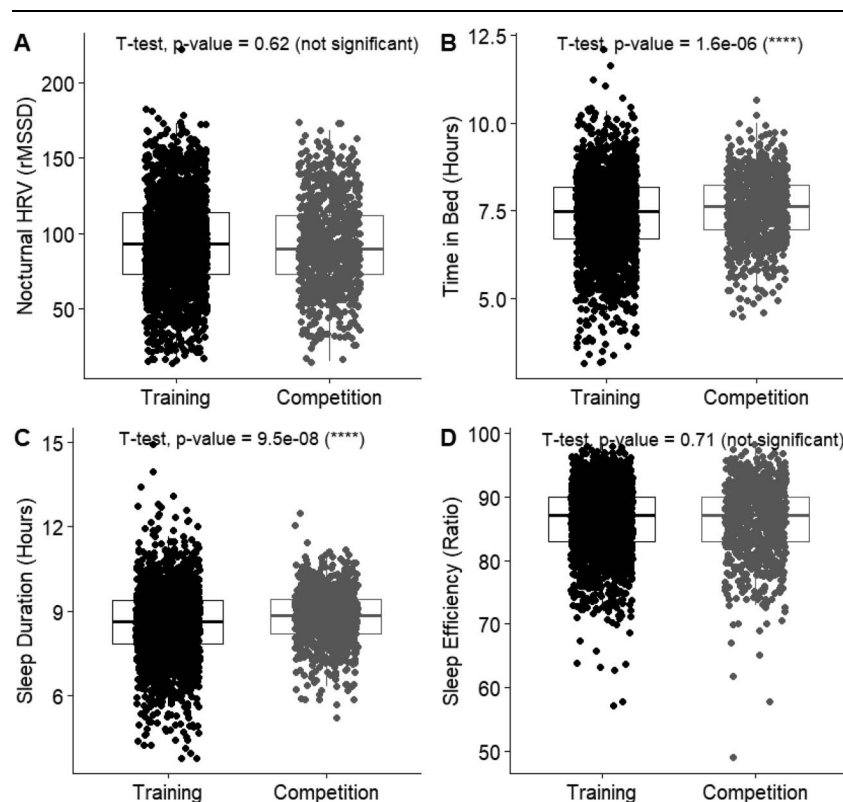 A
T-test, p-value = 0.62 (not significant)
200
150
100
50
Nocturnal HRV (rMSSD)
Training
Competition
B
T-test, p-value = 1.6e-06 (****)
12.5
10.0
7.5
5.0
Time in Bed (Hours)
Training
Competition
C
T-test, p-value = 9.5e-08 (****)
15
12
9
6
Sleep Duration (Hours)
Training
Competition
D
T-test, p-value = 0.71 (not significant)
100
90
80
70
60
50
Sleep Efficiency (Ratio)
Training
Competition